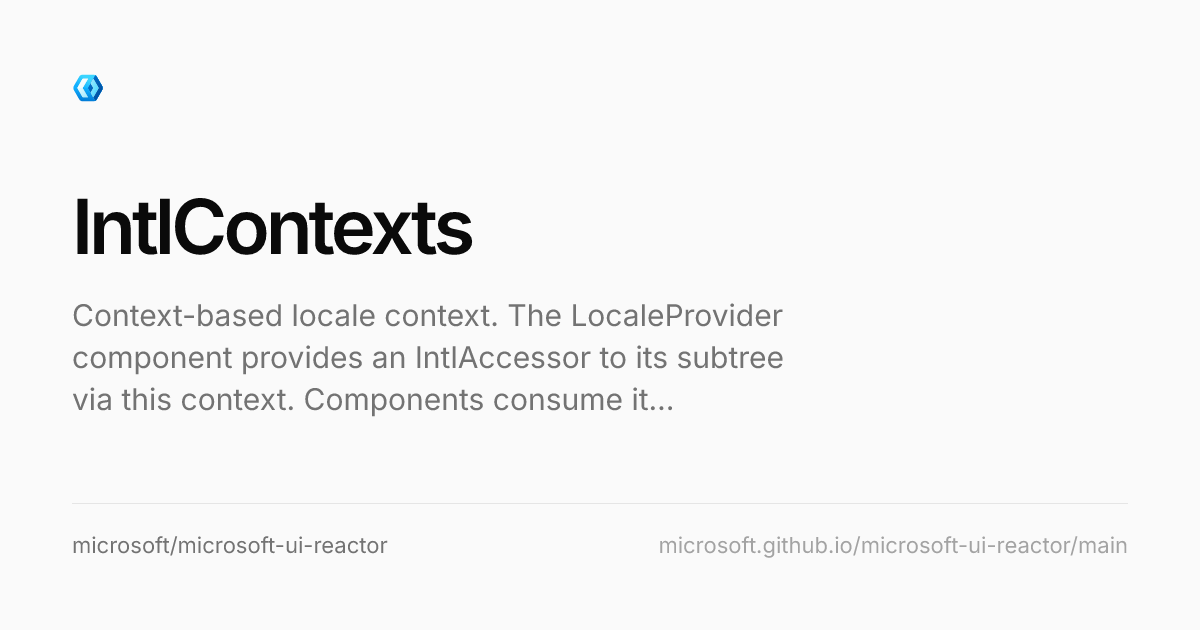 IntlContexts
Context-based locale context. The LocaleProvider
component provides an IntlAccessor to its subtree
via this context. Components consume it...
microsoft/microsoft-ui-reactor
microsoft.github.io/microsoft-ui-reactor/main